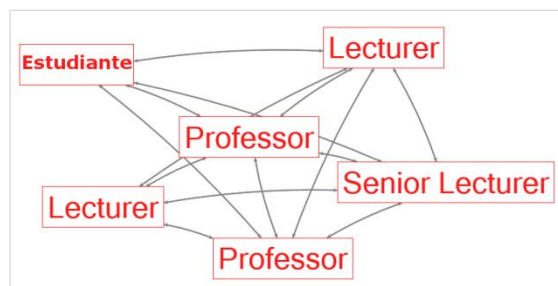 Lecturer
Estudiante
Professor
Senior Lecturer
Lecturer
Professor